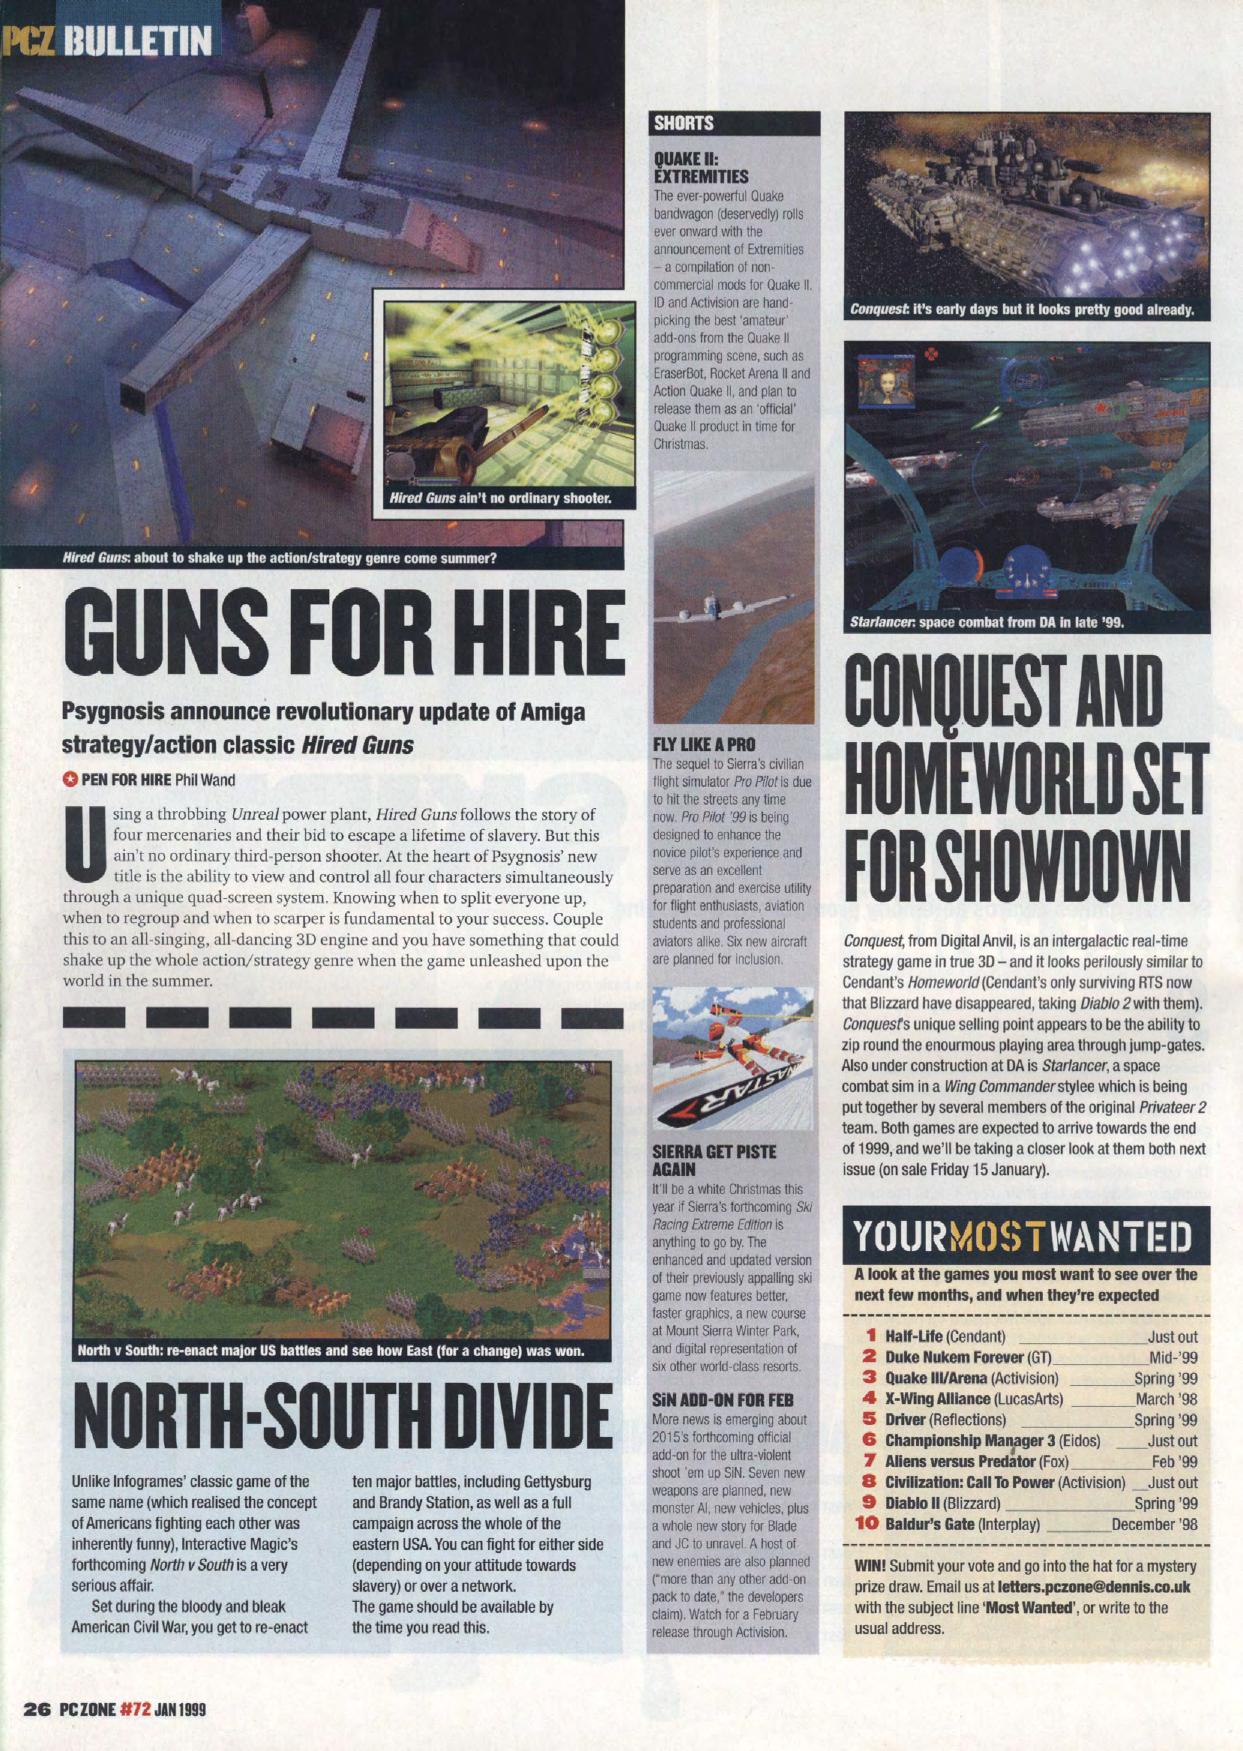 PCZ BULLETIN
Hired Guns ain't no ordinary shooter.
Hired Guns: about to shake up the action/strategy genre come summer?
GUNS FOR HIRE
Psygnosis announce revolutionary update of Amiga
strategy/action classic Hired Guns
PEN FOR HIRE Phil Wand
Using a throbbing Unreal power plant, Hired Guns follows the story of
four mercenaries and their bid to escape a lifetime of slavery. But this
ain't no ordinary third-person shooter. At the heart of Psygnosis' new
title is the ability to view and control all four characters simultaneously
through a unique quad-screen system. Knowing when to split everyone up,
when to regroup and when to scarper is fundamental to your success. Couple
this to an all-singing, all-dancing 3D engine and you have something that could
shake up the whole action/strategy genre when the game unleashed upon the
world in the summer.
North v South: re-enact major US battles and see how East (for a change) was won.
NORTH-SOUTH DIVIDE
Unlike Infogrames' classic game of the
same name (which realised the concept
of Americans fighting each other was
inherently funny), Interactive Magic's
forthcoming North v South is a very
serious affair.
Set during the bloody and bleak
American Civil War, you get to re-enact
ten major battles, including Gettysburg
and Brandy Station, as well as a full
campaign across the whole of the
eastern USA. You can fight for either side
(depending on your attitude towards
slavery) or over a network.
The game should be available by
the time you read this.
SHORTS
QUAKE II:
EXTREMITIES
The ever-powerful Quake
bandwagon (deservedly) rolls
ever onward with the
announcement of Extremities
– a compilation of non-
commercial mods for Quake II.
ID and Activision are hand-
picking the best 'amateur'
add-ons from the Quake II
programming scene, such as
EraserBot, Rocket Arena II and
Action Quake II, and plan to
release them as an 'official'
Quake II product in time for
Christmas.
FLY LIKE A PRO
The sequel to Sierra's civilian
flight simulator Pro Pilot is due
to hit the streets any time
now. Pro Pilot '99 is being
designed to enhance the
novice pilot's experience and
serve as an excellent
preparation and exercise utility
for flight enthusiasts, aviation
students and professional
aviators alike. Six new aircraft
are planned for inclusion.
NASTAR
SIERRA GET PISTE
AGAIN
It'll be a white Christmas this
year if Sierra's forthcoming Ski
Racing Extreme Edition is
anything to go by. The
enhanced and updated version
of their previously appalling ski
game now features better,
faster graphics, a new course
at Mount Sierra Winter Park,
and digital representation of
six other world-class resorts.
SiN ADD-ON FOR FEB
More news is emerging about
2015's forthcoming official
add-on for the ultra-violent
shoot 'em up SiN. Seven new
weapons are planned, new
monster AI, new vehicles, plus
a whole new story for Blade
and JC to unravel. A host of
new enemies are also planned
("more than any other add-on
pack to date," the developers
claim). Watch for a February
release through Activision.
Conquest: it's early days but it looks pretty good already.
Starlancer: space combat from DA in late '99.
CONQUEST AND
HOMEWORLD SET
FOR SHOWDOWN
Conquest, from Digital Anvil, is an intergalactic real-time
strategy game in true 3D – and it looks perilously similar to
Cendant's Homeworld (Cendant's only surviving RTS now
that Blizzard have disappeared, taking Diablo 2 with them).
Conquest's unique selling point appears to be the ability to
zip round the enourmous playing area through jump-gates.
Also under construction at DA is Starlancer, a space
combat sim in a Wing Commander stylee which is being
put together by several members of the original Privateer 2
team. Both games are expected to arrive towards the end
of 1999, and we'll be taking a closer look at them both next
issue (on sale Friday 15 January).
YOUR MOST WANTED
A look at the games you most want to see over the
next few months, and when they're expected
1 Half-Life (Cendant) Just out
2 Duke Nukem Forever (GT) Mid-'99
3 Quake III/Arena (Activision) Spring '99
4 X-Wing Alliance (LucasArts) March '98
5 Driver (Reflections) Spring '99
6 Championship Manager 3 (Eidos) Just out
7 Aliens versus Predator (Fox) Feb '99
8 Civilization: Call To Power (Activision) Just out
9 Diablo II (Blizzard) Spring '99
10 Baldur's Gate (Interplay) December '98
WIN! Submit your vote and go into the hat for a mystery
prize draw. Email us at letters.pczone@dennis.co.uk
with the subject line 'Most Wanted', or write to the
usual address.
26 PC ZONE #72 JAN 1999